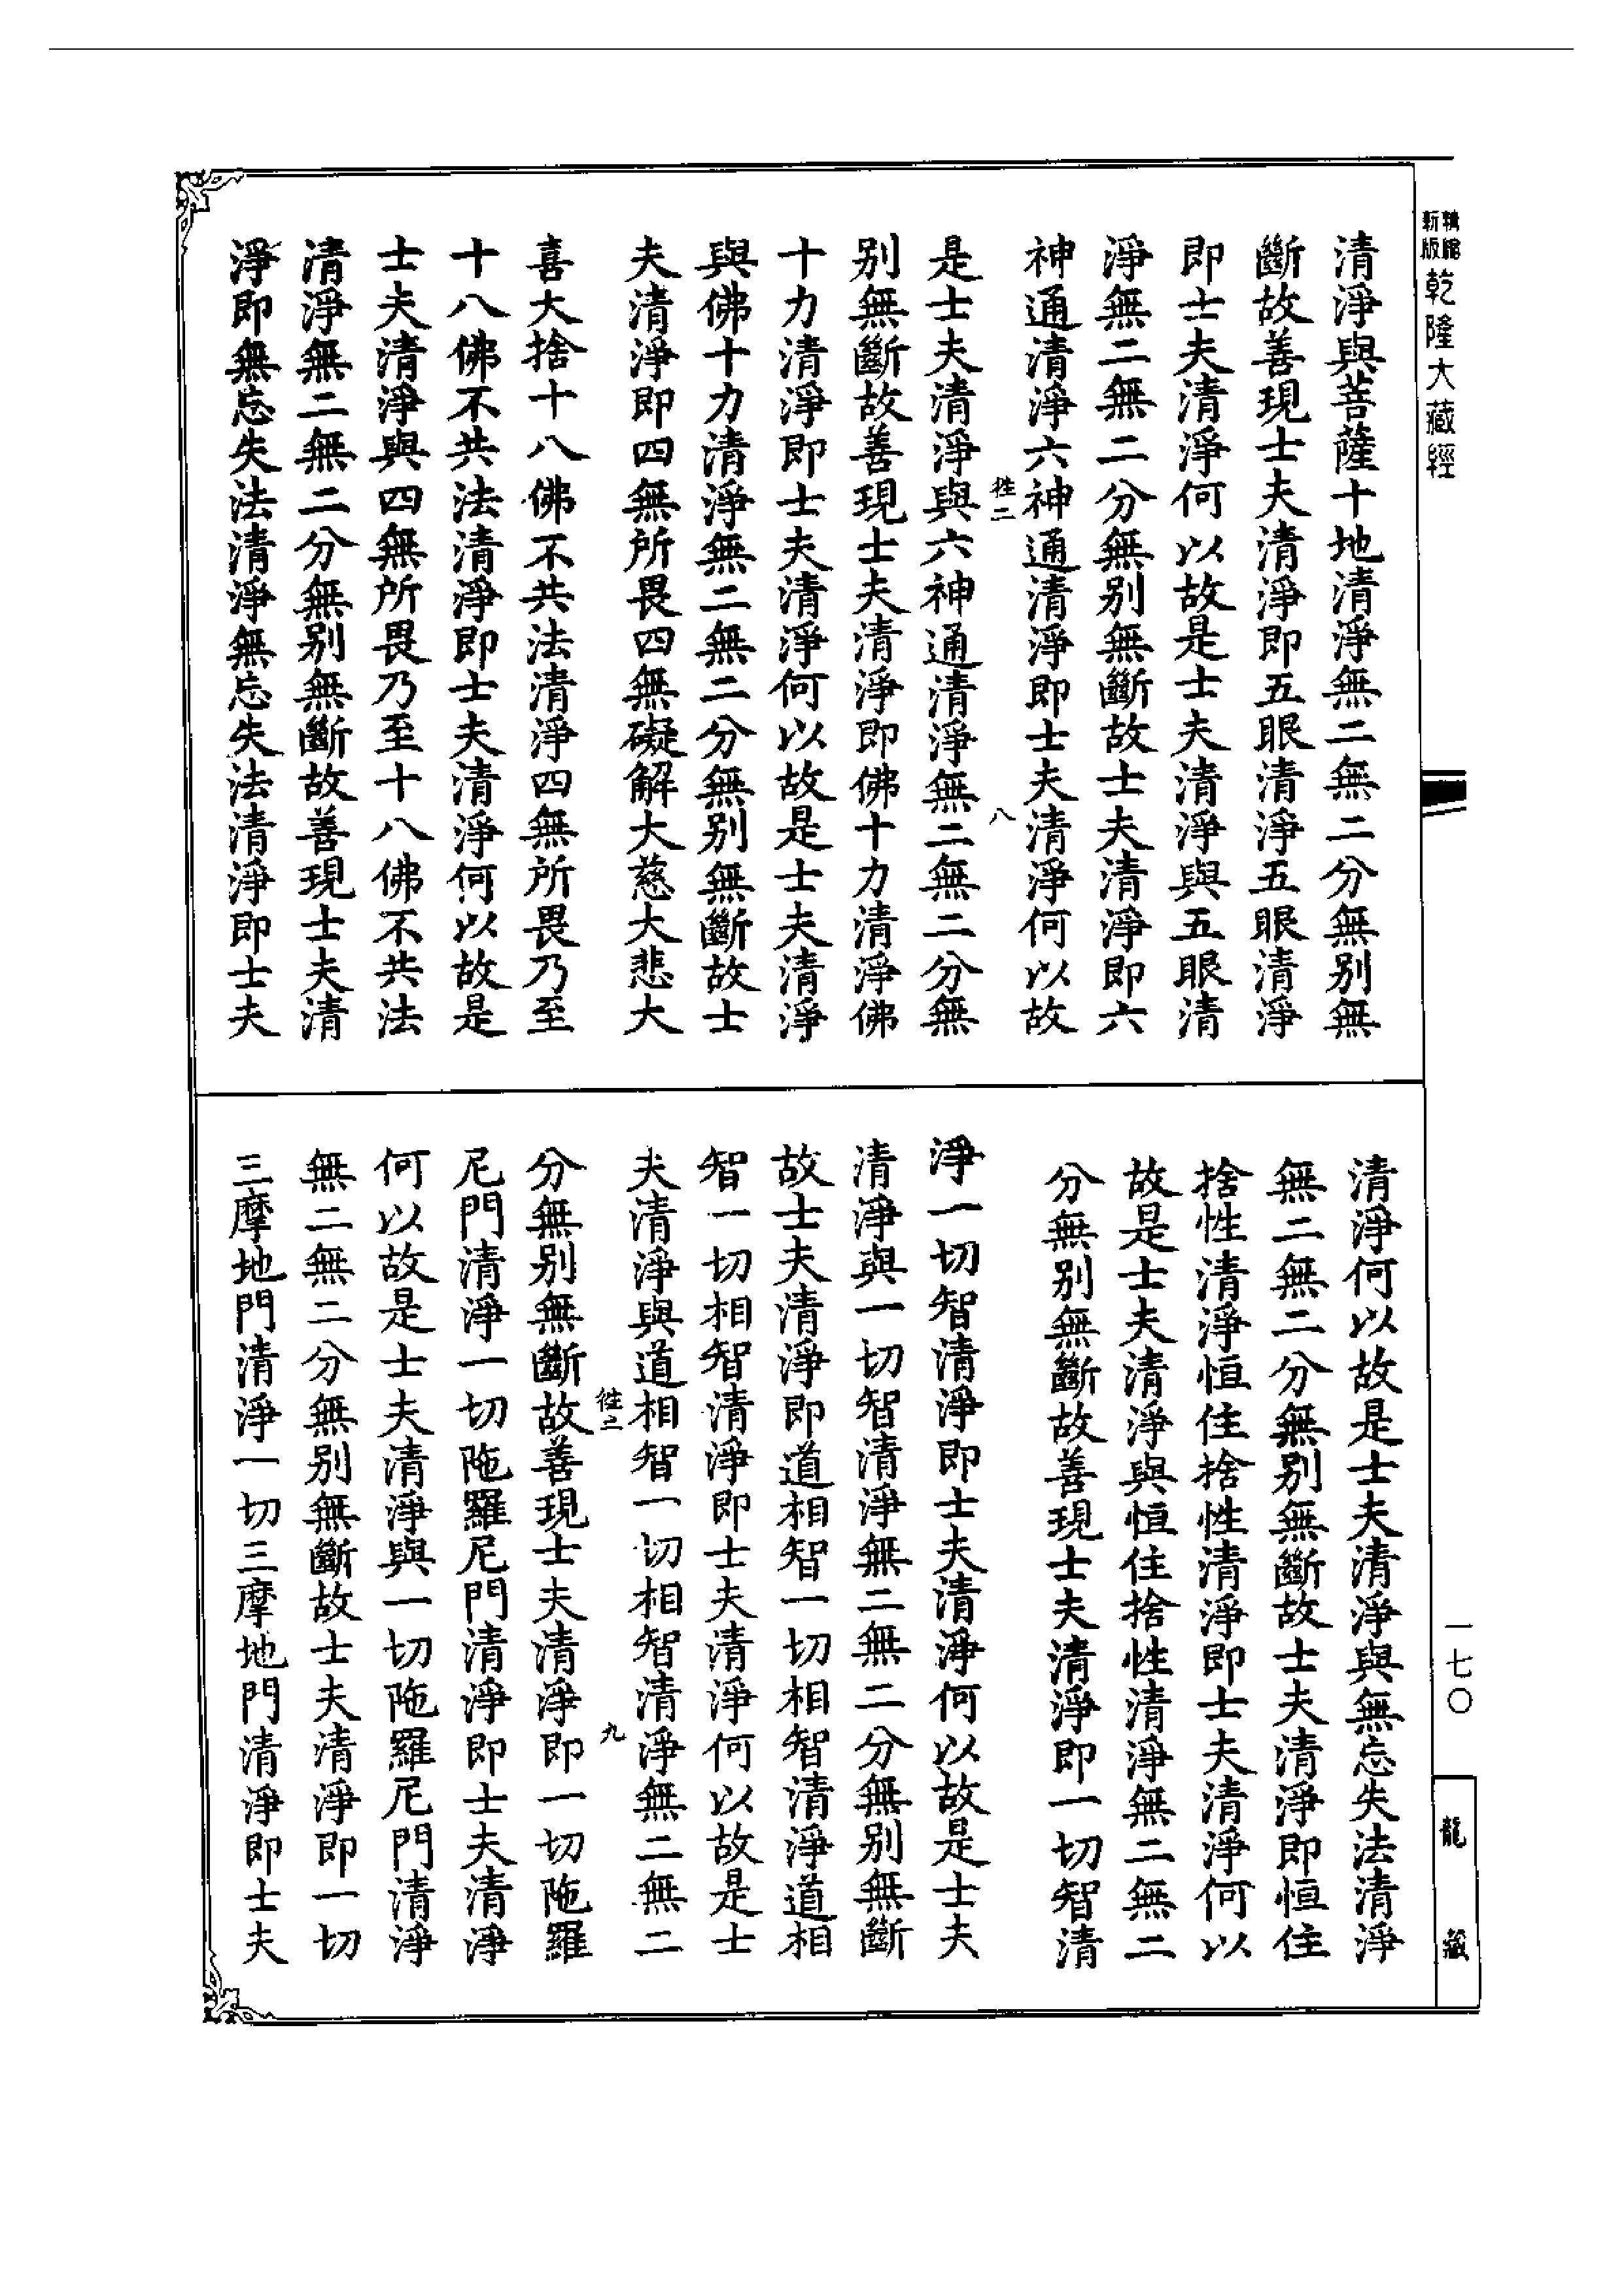 新編縮版
乾隆大藏經
清淨與菩薩十地清淨無二無二分無别無
斷故善現士夫清淨即五眼清淨五眼清淨
即士夫清淨何以故是士夫清淨與五眼清
淨無二無二分無别無斷故士夫清淨即六
神通清淨六神通清淨即士夫清淨何以故
二
八
是士夫清淨與六神通清淨無二無二分無
别無斷故善現士夫清淨即佛十力清淨佛
十力清淨即士夫清淨何以故是士夫清淨
與佛十力清淨無二無二分無别無斷故士
夫清淨即四無所畏四無礙解大慈大悲大
喜大捨十八佛不共法清淨四無所畏乃至
十八佛不共法清淨即士夫清淨何以故是
士夫清淨與四無所畏乃至十八佛不共法
清淨無二無二分無别無斷故善現士夫清
淨即無忘失法清淨無忘失法清淨即士夫
清淨何以故是士夫清淨與無忘失法清淨
無二無二分無别無斷故士夫清淨即恒住
捨性清淨恒住捨性清淨即士夫清淨何以
故是士夫清淨與恒住捨性清淨無二無二
分無别無斷故善現士夫清淨即一切智清
淨一切智清淨即士夫清淨何以故是士夫
清淨與一切智清淨無二無二分無别無斷
故士夫清淨即道相智一切相智清淨道相
智一切相智清淨即士夫清淨何以故是士
夫清淨與道相智一切相智清淨無二無二
二
九
分無别無斷故善現士夫清淨即一切陁羅
尼門清淨一切陁羅尼門清淨即士夫清淨
何以故是士夫清淨與一切陁羅尼門清淨
無二無二分無别無斷故士夫清淨即一切
三摩地門清淨一切三摩地門清淨即士夫
一七〇
龍藏